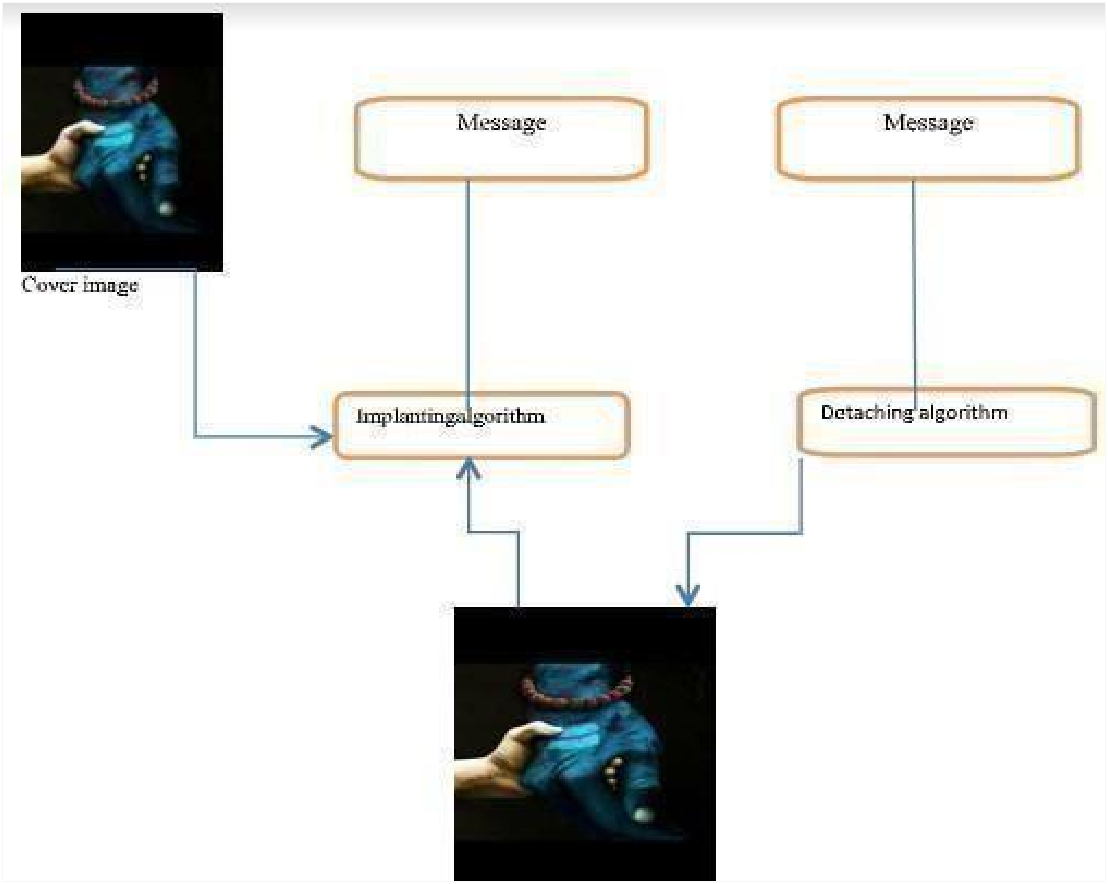 Message
Message
Cover image
Implantingalgorithm
Detaching algorithm